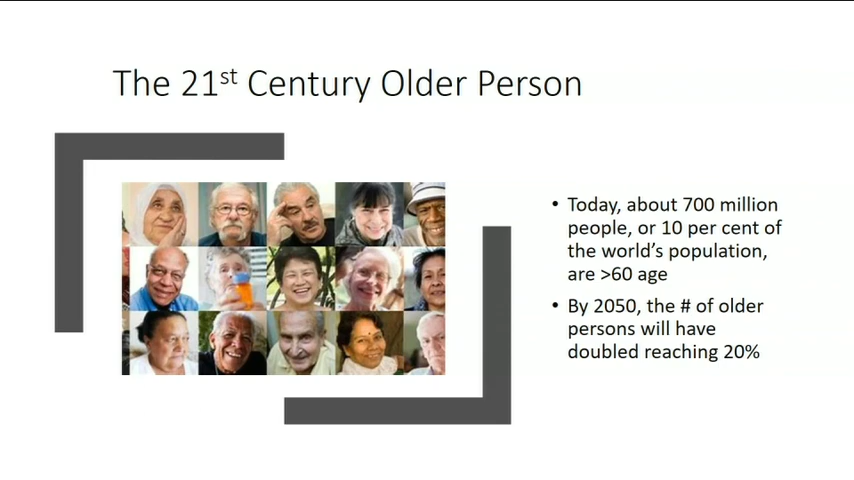 The 21st Century Older Person
• Today, about 700 million
people, or 10 per cent of
the world's population,
are >60 age
• By 2050, the # of older
persons will have
doubled reaching 20%